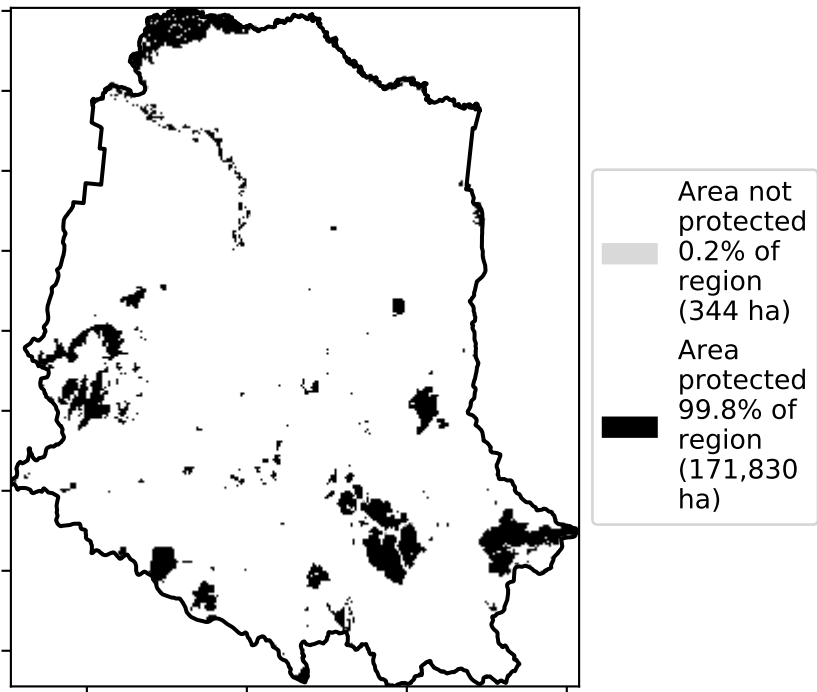 Area not
protected
0.2% of
region
(344 ha)
Area
protected
99.8% of
region
(171,830
ha)